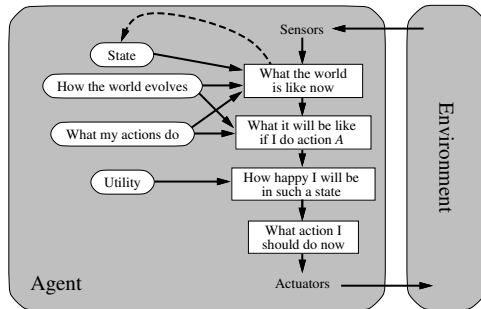 Sensors
State
What the world
is like now
How the world evolves
What my actions do
What it will be like
if I do action A
Utility
How happy I will be
in such a state
What action I
should do now
Agent
Actuators
Environment